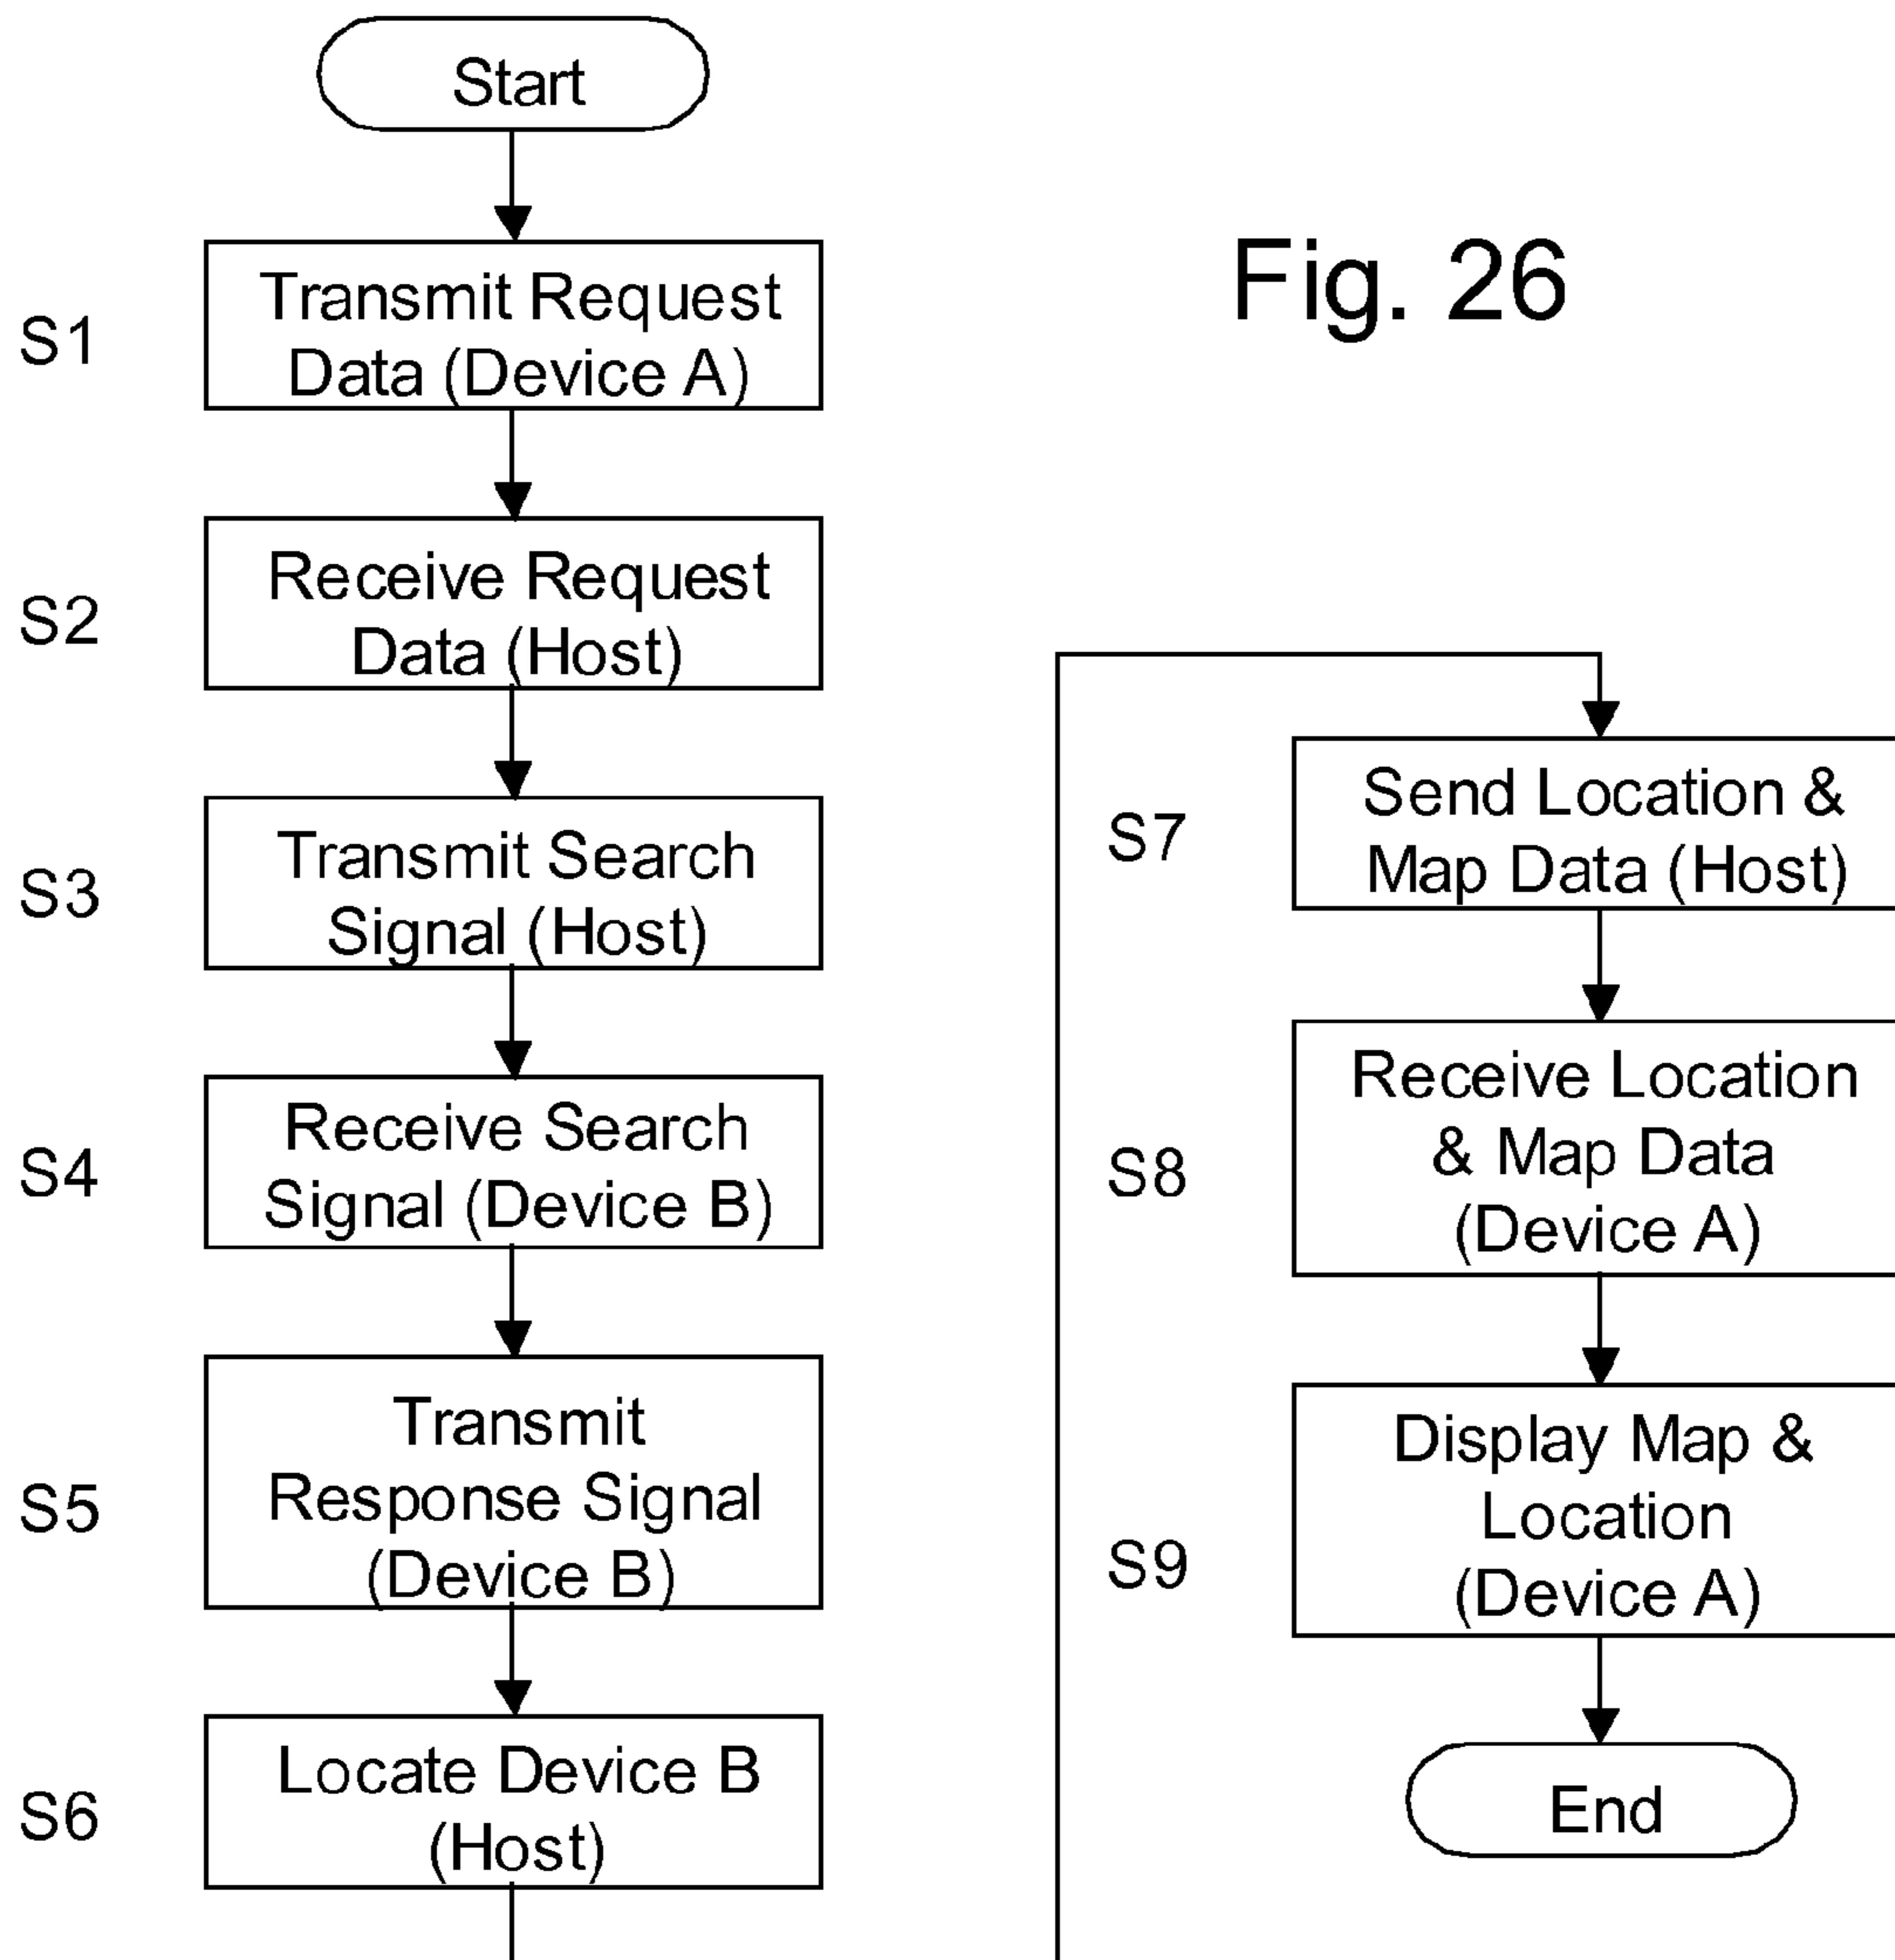 Start
Fig. 26
S1
Transmit Request
Data (Device A)
S2
Receive Request
Data (Host)
S3
Transmit Search
Signal (Host)
S4
Receive Search
Signal (Device B)
S5
Transmit
Response Signal
(Device B)
S6
Locate Device B
(Host)
S7
Send Location &
Map Data (Host)
S8
Receive Location
& Map Data
(Device A)
S9
Display Map &
Location
(Device A)
End